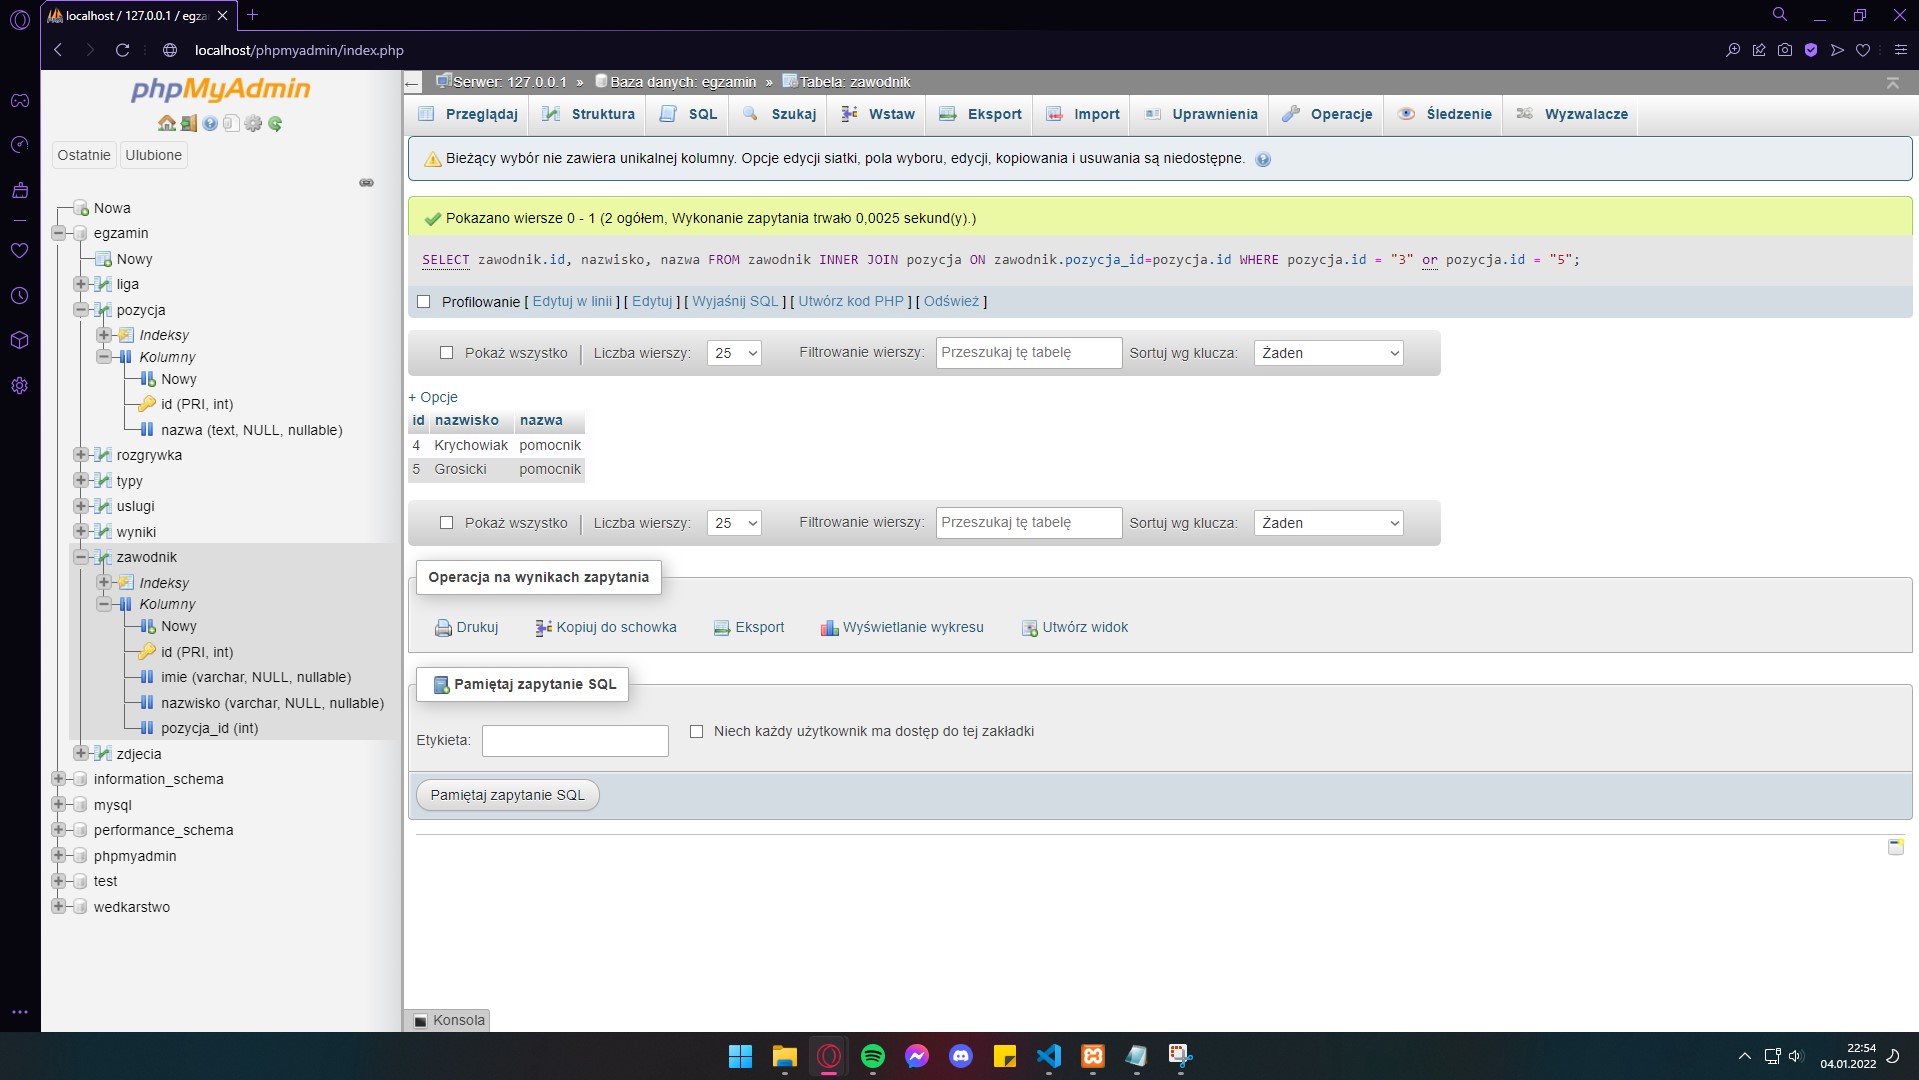 localhost / 127.0.0.1 / egza
localhost/phpmyadmin/index.php
phpMyAdmin
Ostatnie Ulubione
Nowa
egzamin
Nowy
liga
pozycja
Indeksy
Kolumny
Nowy
id (PRI, int)
nazwa (text, NULL, nullable)
rozgrywka
typy
uslugi
wyniki
zawodnik
Indeksy
Kolumny
Nowy
id (PRI, int)
imie (varchar, NULL, nullable)
nazwisko (varchar, NULL, nullable)
pozycja_id (int)
zdjecia
information_schema
mysql
performance_schema
phpmyadmin
test
wedkarstwo
Serwer: 127.0.0.1 » Baza danych: egzamin » Tabela: zawodnik
Przeglądaj Struktura SQL Szukaj Wstaw Eksport Import Uprawnienia Operacje Śledzenie Wyzwalacze
Bieżący wybór nie zawiera unikalnej kolumny. Opcje edycji siatki, pola wyboru, edycji, kopiowania i usuwania są niedostępne.
Pokazano wiersze 0 - 1 (2 ogółem, Wykonanie zapytania trwało 0,0025 sekund(y).)
SELECT zawodnik.id, nazwisko, nazwa FROM zawodnik INNER JOIN pozycja ON zawodnik.pozycja_id=pozycja.id WHERE pozycja.id = "3" or pozycja.id = "5";
Profilowanie [ Edytuj w linii ] [ Edytuj ] [ Wyjaśnij SQL ] [ Utwórz kod PHP ] [ Odśwież ]
Pokaż wszystko | Liczba wierszy: 25 Filtrowanie wierszy: Przeszukaj tę tabelę Sortuj wg klucza: Żaden
+ Opcje
id nazwisko nazwa
4 Krychowiak pomocnik
5 Grosicki pomocnik
Pokaż wszystko | Liczba wierszy: 25 Filtrowanie wierszy: Przeszukaj tę tabelę Sortuj wg klucza: Żaden
Operacja na wynikach zapytania
Drukuj Kopiuj do schowka Eksport Wyświetlanie wykresu Utwórz widok
Pamiętaj zapytanie SQL
Etykieta: Niech każdy użytkownik ma dostęp do tej zakładki
Pamiętaj zapytanie SQL
Konsola
22:54
04.01.2022